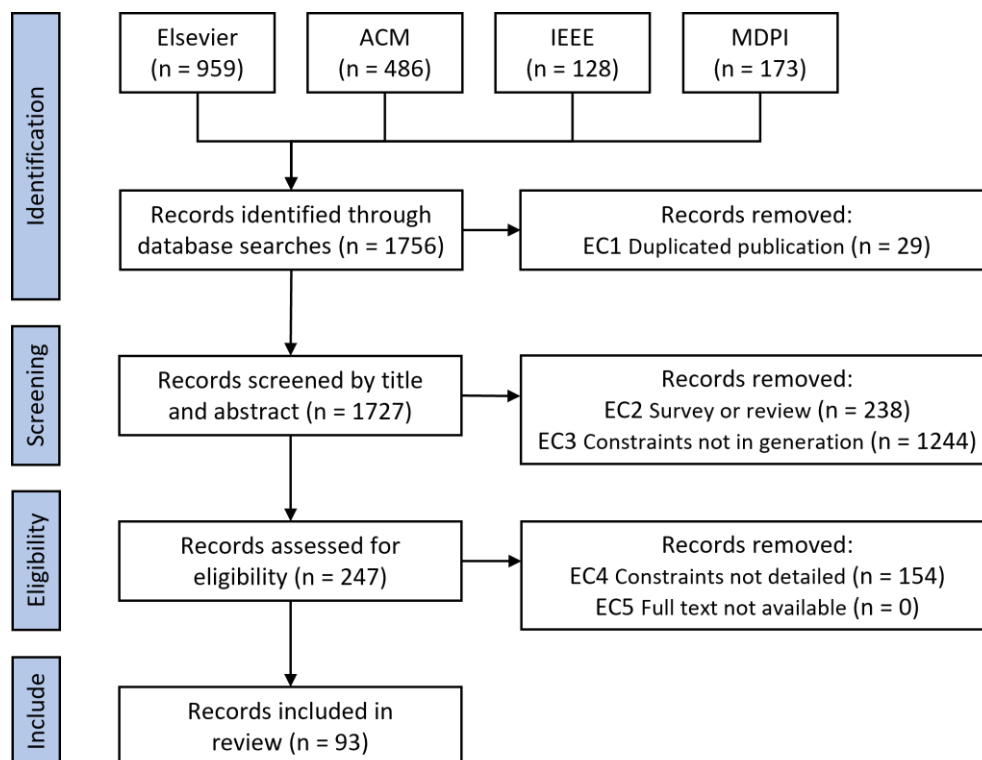 Identification
Elsevier
(n = 959)
ACM
(n = 486)
IEEE
(n = 128)
MDPI
(n = 173)
Records identified through
database searches (n = 1756)
Records removed:
EC1 Duplicated publication (n = 29)
Screening
Records screened by title
and abstract (n = 1727)
Records removed:
EC2 Survey or review (n = 238)
EC3 Constraints not in generation (n = 1244)
Eligibility
Records assessed for
eligibility (n = 247)
Records removed:
EC4 Constraints not detailed (n = 154)
EC5 Full text not available (n = 0)
Include
Records included in
review (n = 93)